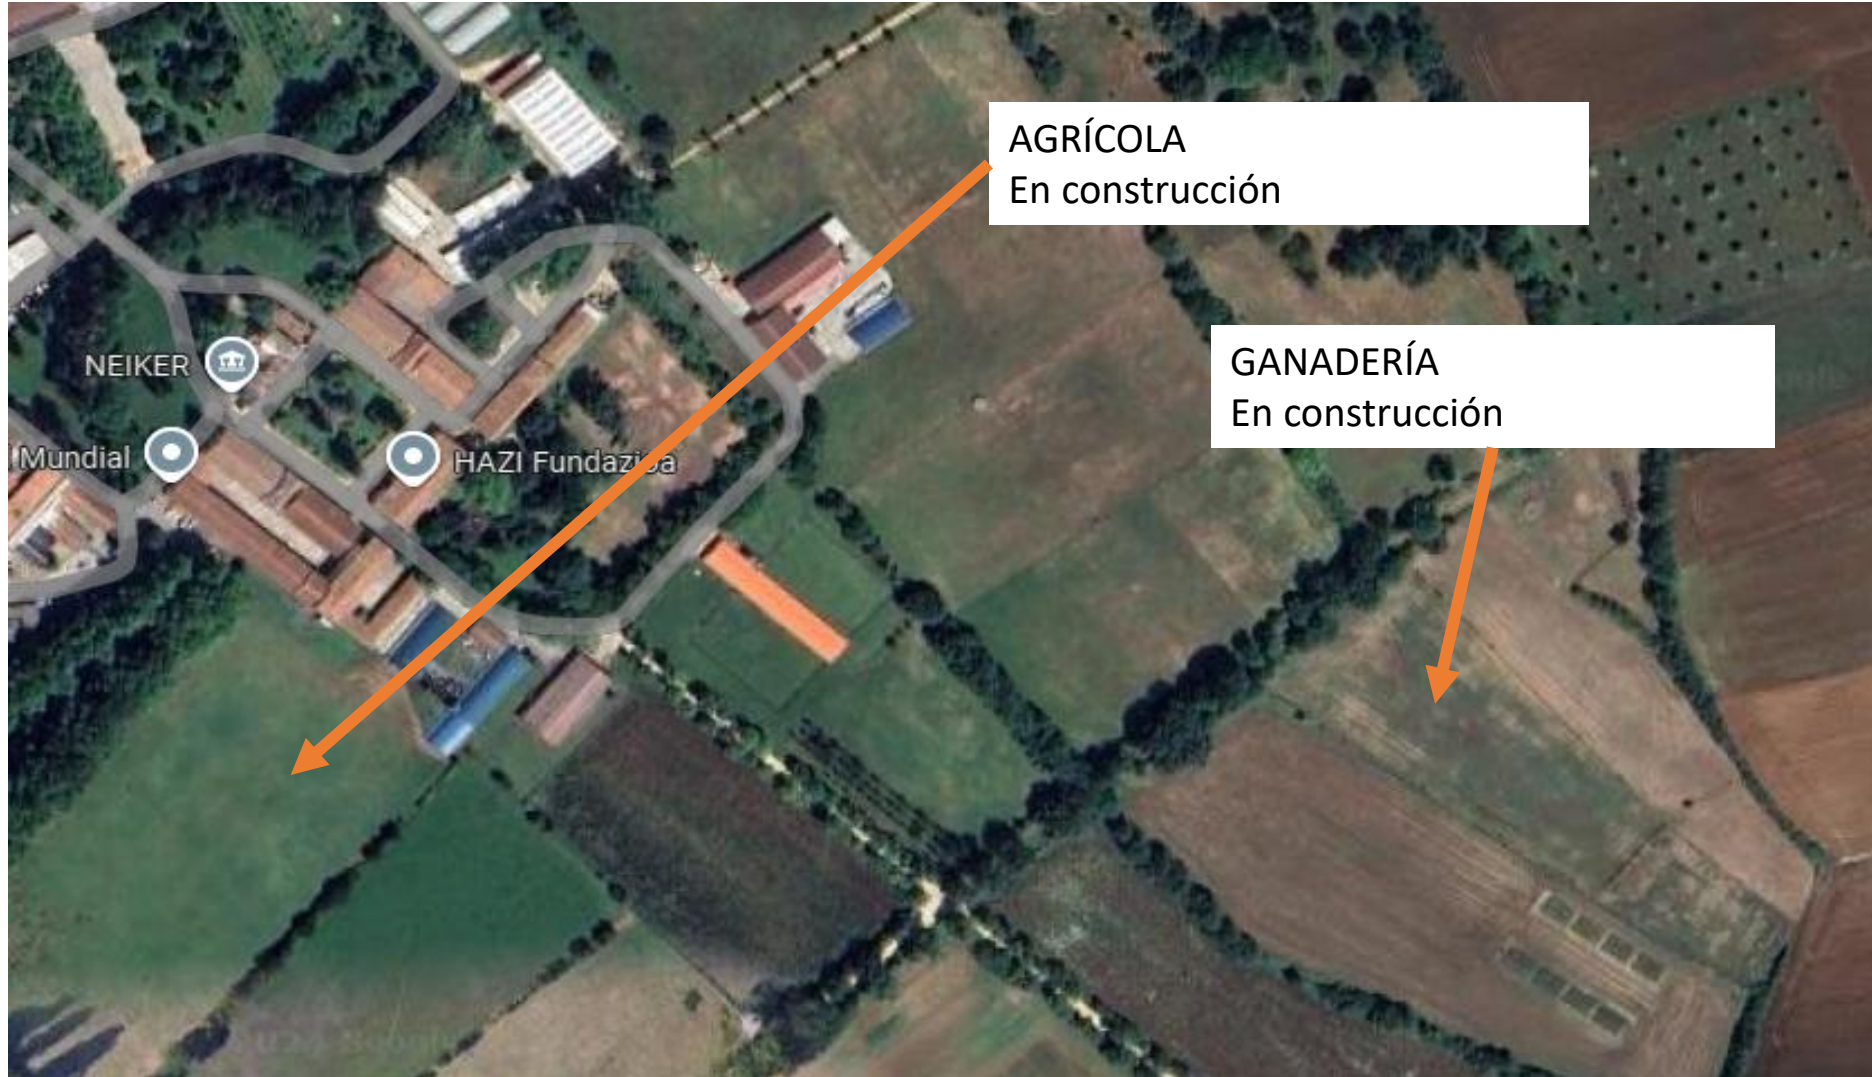 AGRÍCOLA
En construcción
GANADERÍA
En construcción
NEIKER
Mundial
HAZI Fundazioa